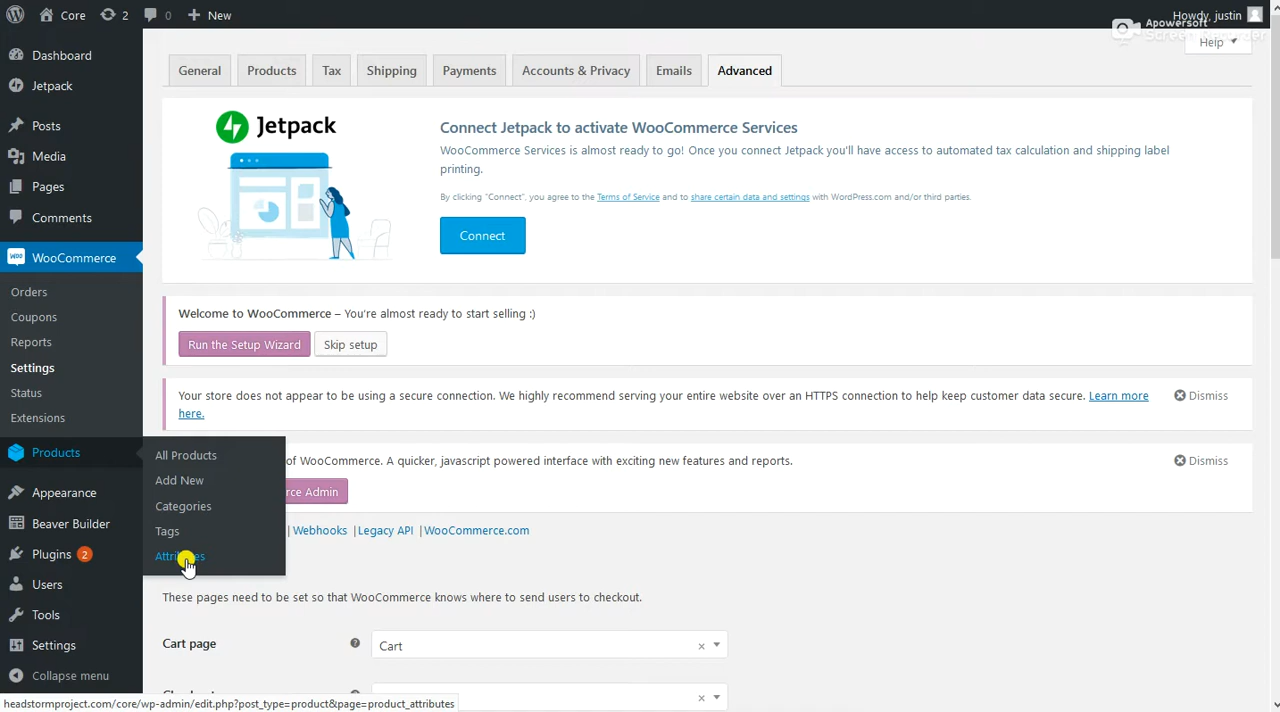 Core
2
0
New
Howdy, justin
Apowersoft
Screen Recorder
Help
Dashboard
Jetpack
Posts
Media
Pages
Comments
WooCommerce
Orders
Coupons
Reports
Settings
Status
Extensions
Products
Appearance
Beaver Builder
Plugins 2
Users
Tools
Settings
Collapse menu
All Products
Add New
Categories
Tags
Attributes
General
Products
Tax
Shipping
Payments
Accounts & Privacy
Emails
Advanced
Jetpack
Connect Jetpack to activate WooCommerce Services
WooCommerce Services is almost ready to go! Once you connect Jetpack you'll have access to automated tax calculation and shipping label
printing.
By clicking "Connect", you agree to the Terms of Service and to share certain data and settings with WordPress.com and/or third parties.
Connect
Welcome to WooCommerce – You're almost ready to start selling :)
Run the Setup Wizard
Skip setup
Your store does not appear to be using a secure connection. We highly recommend serving your entire website over an HTTPS connection to help keep customer data secure. Learn more
here.
Dismiss
of WooCommerce. A quicker, javascript powered interface with exciting new features and reports.
Dismiss
rce Admin
| Webhooks | Legacy API | WooCommerce.com
These pages need to be set so that WooCommerce knows where to send users to checkout.
Cart page
Cart
headstormproject.com/core/wp-admin/edit.php?post_type=product&page=product_attributes